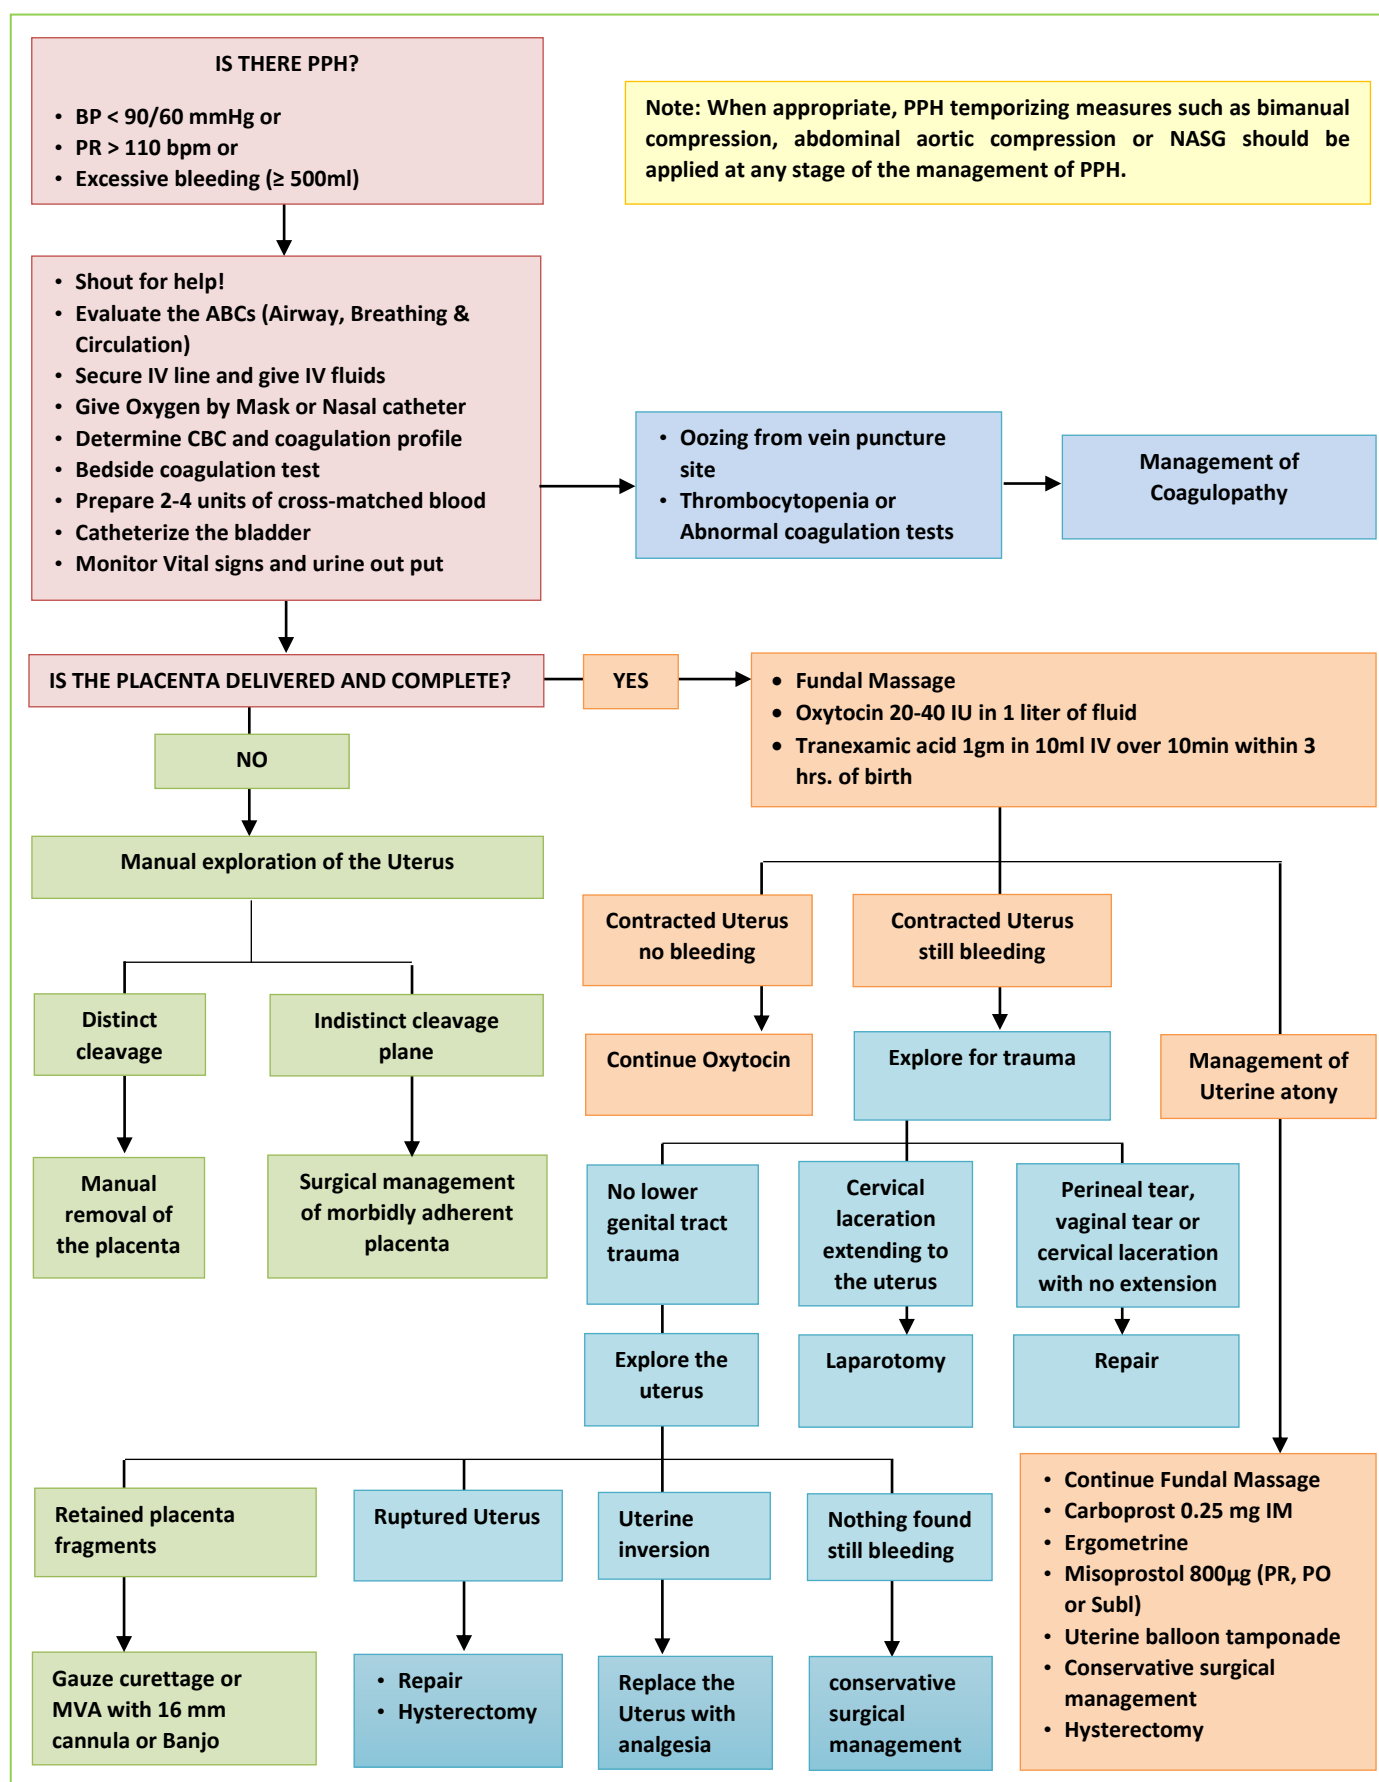 IS THERE PPH?
• BP < 90/60 mmHg or
• PR > 110 bpm or
• Excessive bleeding (≥ 500ml)
Note: When appropriate, PPH temporizing measures such as bimanual
compression, abdominal aortic compression or NASG should be
applied at any stage of the management of PPH.
• Shout for help!
• Evaluate the ABCs (Airway, Breathing &
Circulation)
• Secure IV line and give IV fluids
• Give Oxygen by Mask or Nasal catheter
• Determine CBC and coagulation profile
• Bedside coagulation test
• Prepare 2-4 units of cross-matched blood
• Catheterize the bladder
• Monitor Vital signs and urine out put
• Oozing from vein puncture
site
• Thrombocytopenia or
Abnormal coagulation tests
Management of
Coagulopathy
IS THE PLACENTA DELIVERED AND COMPLETE?
YES
• Fundal Massage
• Oxytocin 20-40 IU in 1 liter of fluid
• Tranexamic acid 1gm in 10ml IV over 10min within 3
hrs. of birth
NO
Manual exploration of the Uterus
Distinct
cleavage
Indistinct cleavage
plane
Manual
removal of
the placenta
Surgical management
of morbidly adherent
placenta
Contracted Uterus
no bleeding
Contracted Uterus
still bleeding
Continue Oxytocin
Explore for trauma
Management of
Uterine atony
No lower
genital tract
trauma
Cervical
laceration
extending to
the uterus
Perineal tear,
vaginal tear or
cervical laceration
with no extension
Explore the
uterus
Laparotomy
Repair
Retained placenta
fragments
Ruptured Uterus
Uterine
inversion
Nothing found
still bleeding
Gauze curettage or
MVA with 16 mm
cannula or Banjo
• Repair
• Hysterectomy
Replace the
Uterus with
analgesia
conservative
surgical
management
• Continue Fundal Massage
• Carboprost 0.25 mg IM
• Ergometrine
• Misoprostol 800µg (PR, PO
or Subl)
• Uterine balloon tamponade
• Conservative surgical
management
• Hysterectomy